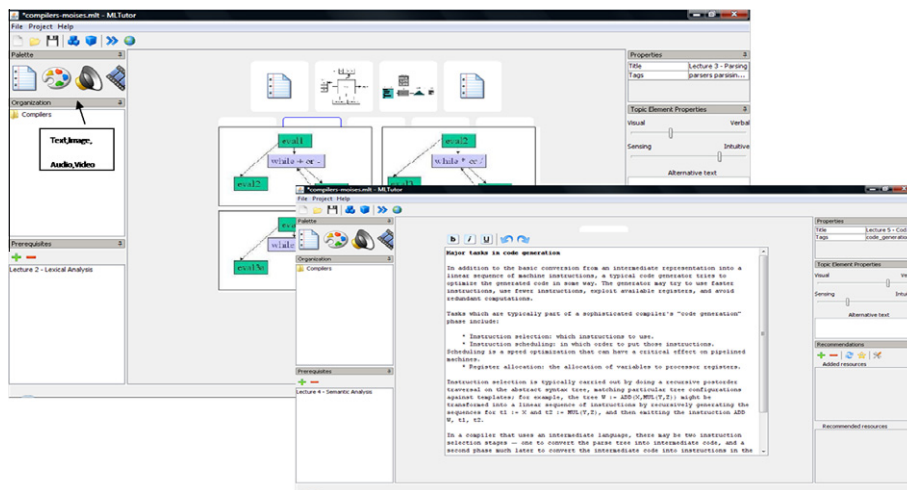 *compilers-moises.mlt - MLTutor
File Project Help
Palette
Organization
Compilers
Text,Image,
Audio,Video
Prerequisites
Lecture 2 - Lexical Analysis
eval1
while + or -
eval2
eval2
while * or /
Properties
Title Lecture 3 - Parsing
Tags parsers parsisin...
Topic Element Properties
Visual Verbal
Sensing Intuitive
Alternative text
*compilers-moises.mlt - MLTutor
File Project Help
Palette
Organization
Compilers
Prerequisites
Lecture 4 - Semantic Analysis
b i u
Major tasks in code generation
In addition to the basic conversion from an intermediate representation into a
linear sequence of machine instructions, a typical code generator tries to
optimize the generated code in some way. The generator may try to use faster
instructions, use fewer instructions, exploit available registers, and avoid
redundant computations.
Tasks which are typically part of a sophisticated compiler's "code generation"
phase include:
* Instruction selection: which instructions to use.
* Instruction scheduling: in which order to put those instructions.
Scheduling is a speed optimization that can have a critical effect on pipelined
machines.
* Register allocation: the allocation of variables to processor registers.
Instruction selection is typically carried out by doing a recursive postorder
traversal on the abstract syntax tree, matching particular tree configurations
against templates; for example, the tree W := ADD(X,MUL(Y,Z)) might be
transformed into a linear sequence of instructions by recursively generating the
sequences for t1 := X and t2 := MUL(Y,Z), and then emitting the instruction ADD
W, t1, t2.
In a compiler that uses an intermediate language, there may be two instruction
selection stages — one to convert the parse tree into intermediate code, and a
second phase much later to convert the intermediate code into instructions in the
Properties
Title Lecture 5 - Cod
Tags code_generatio
Topic Element Properties
Visual
Sensing Intu
Alternative text
Recommendations
Added resources
Recommended resources